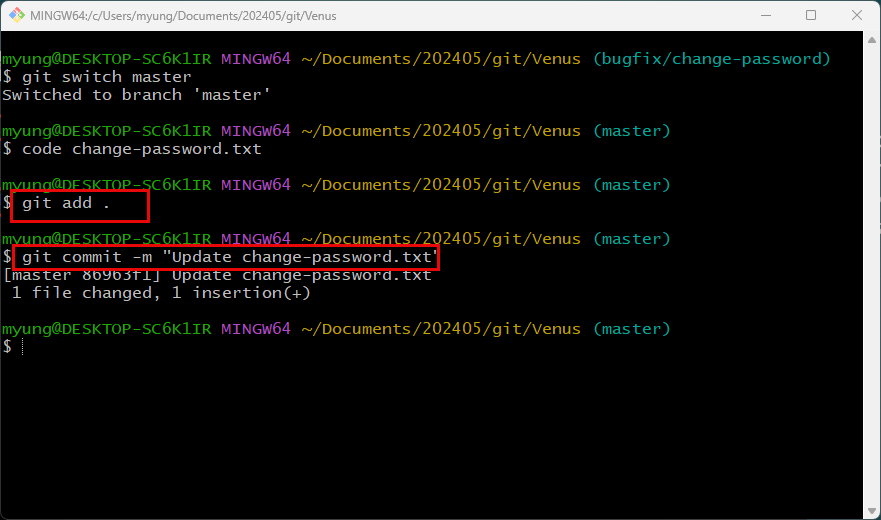 MINGW64:/c/Users/myung/Documents/202405/git/Venus
myung@DESKTOP-SC6K1IR MINGW64 ~/Documents/202405/git/Venus (bugfix/change-password)
$ git switch master
Switched to branch 'master'
myung@DESKTOP-SC6K1IR MINGW64 ~/Documents/202405/git/Venus (master)
$ code change-password.txt
myung@DESKTOP-SC6K1IR MINGW64 ~/Documents/202405/git/Venus (master)
$ git add .
myung@DESKTOP-SC6K1IR MINGW64 ~/Documents/202405/git/Venus (master)
$ git commit -m "Update change-password.txt"
[master 86963f1] Update change-password.txt
 1 file changed, 1 insertion(+)
myung@DESKTOP-SC6K1IR MINGW64 ~/Documents/202405/git/Venus (master)
$